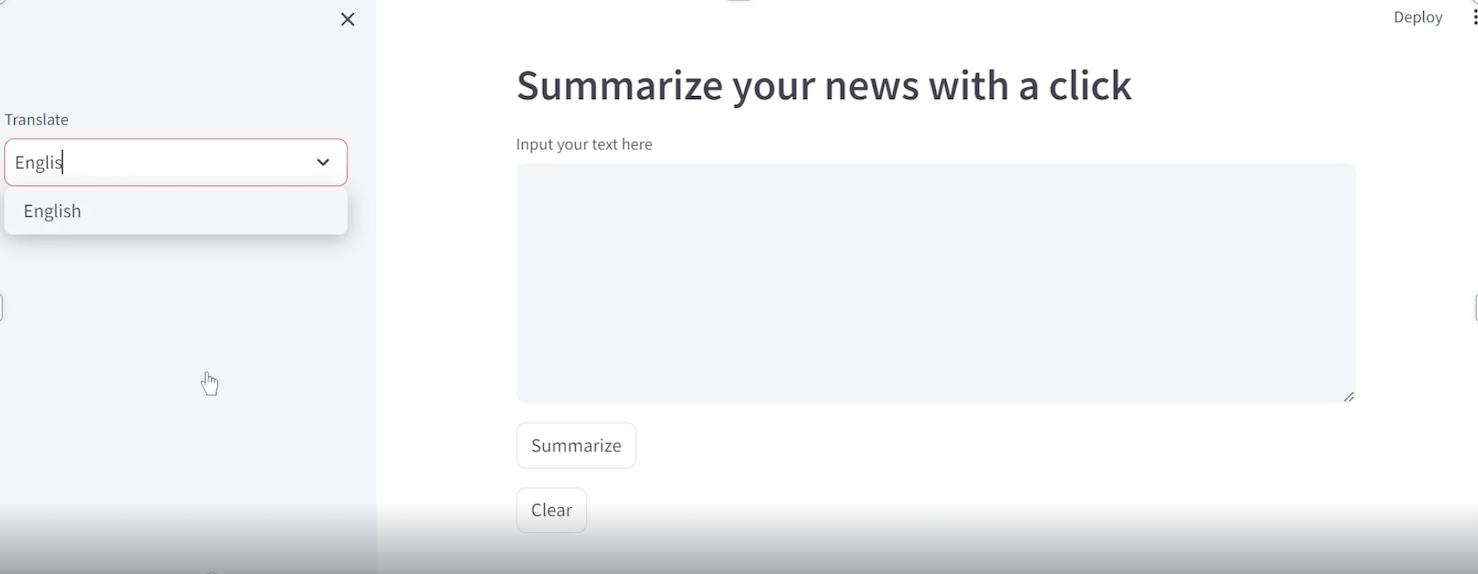 Deploy
Translate
Englis
English
Summarize your news with a click
Input your text here
Summarize
Clear